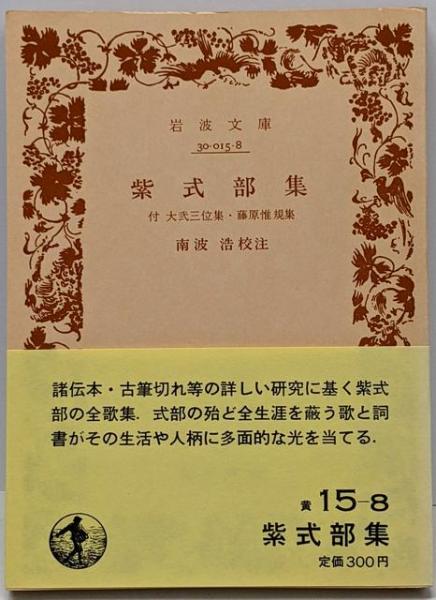 岩波文庫
30-015-8
紫式部集
付 大弐三位集・藤原惟規集
南波 浩校注
諸伝本・古筆切れ等の詳しい研究に基く紫式
部の全歌集．式部の殆ど全生涯を蔽う歌と詞
書がその生活や人柄に多面的な光を当てる．
黄 15-8
紫式部集
定価300円